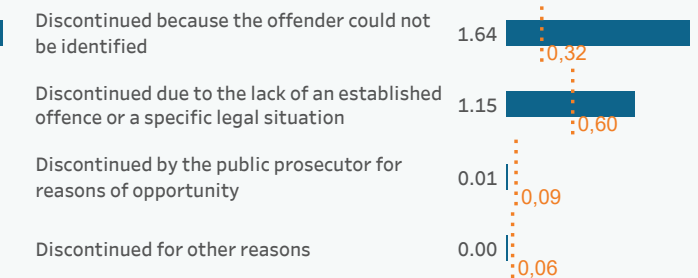 Discontinued because the offender could not
be identified
1.64
0,32
Discontinued due to the lack of an established
offence or a specific legal situation
1.15
0,60
Discontinued by the public prosecutor for
reasons of opportunity
0.01
0,09
Discontinued for other reasons
0.00
0,06